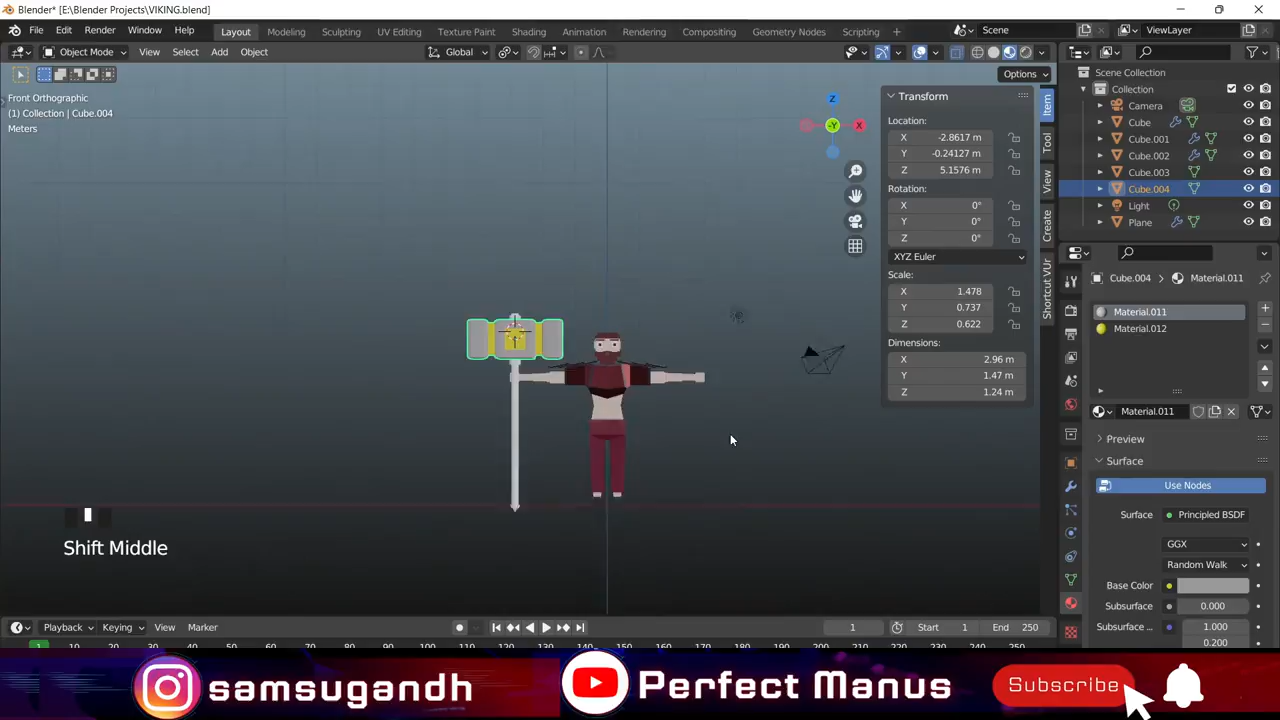 Blender* [E:\Blender Projects\VIKING.blend]
File Edit Render Window Help Layout Modeling Sculpting UV Editing Texture Paint Shading Animation Rendering Compositing Geometry Nodes Scripting + Scene ViewLayer
Object Mode View Select Add Object Global
Options
Front Orthographic
(1) Collection | Cube.004
Meters
Z
X
-Y
Transform
Location:
X -2.8617 m
Y -0.24127 m
Z 5.1576 m
Rotation:
X 0°
Y 0°
Z 0°
XYZ Euler
Scale:
X 1.478
Y 0.737
Z 0.622
Dimensions:
X 2.96 m
Y 1.47 m
Z 1.24 m
Item
Tool
View
Create
Shortcut VUr
Scene Collection
Collection
Camera
Cube
Cube.001
Cube.002
Cube.003
Cube.004
Light
Plane
Cube.004 > Material.011
Material.011
Material.012
Material.011
Preview
Surface
Use Nodes
Surface Principled BSDF
GGX
Random Walk
Base Color
Subsurface 0.000
Subsurface ... 1.000
0.200
Shift Middle
Playback Keying View Marker 1 Start 1 End 250
1
samsugandh Perfect Manus Subscribe